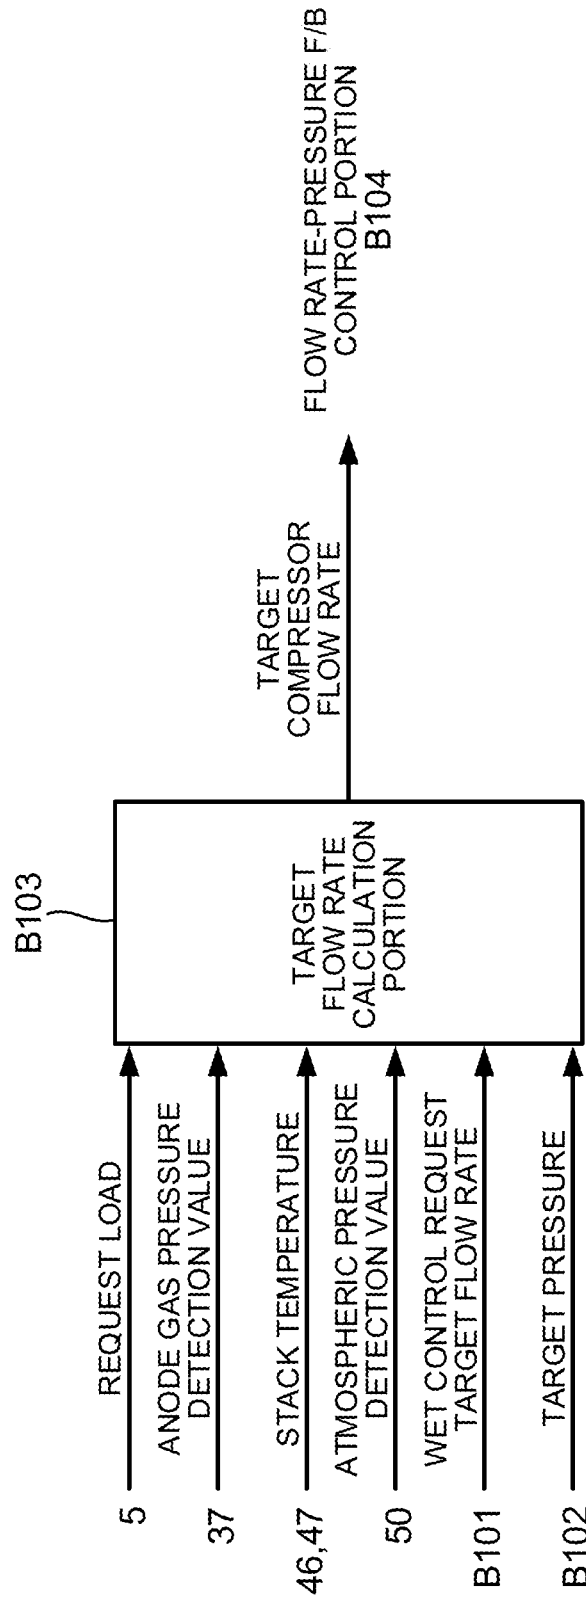 5
REQUEST LOAD
37
ANODE GAS PRESSURE
DETECTION VALUE
46,47
STACK TEMPERATURE
50
ATMOSPHERIC PRESSURE
DETECTION VALUE
B101
WET CONTROL REQUEST
TARGET FLOW RATE
B102
TARGET PRESSURE
B103
TARGET
FLOW RATE
CALCULATION
PORTION
TARGET
COMPRESSOR
FLOW RATE
FLOW RATE-PRESSURE F/B
CONTROL PORTION
B104